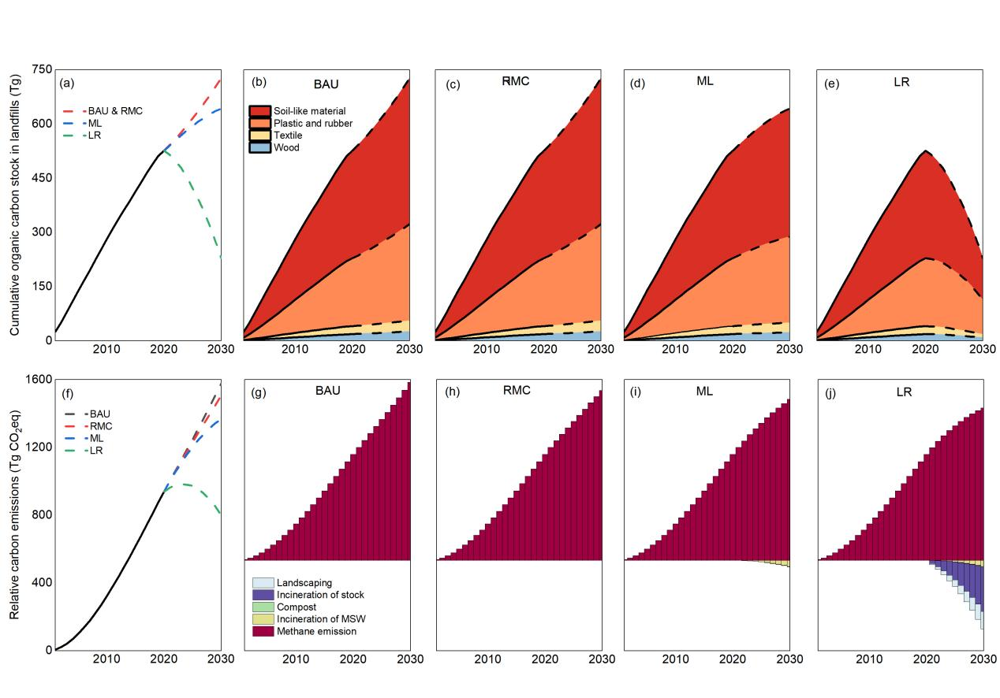 Cumulative organic carbon stock in landfills (Tg)
750
600
450
300
150
0
(a)
BAU & RMC
ML
LR
2010
2020
2030
(b)
BAU
Soil-like material
Plastic and rubber
Textile
Wood
2010
2020
2030
(c)
RMC
2010
2020
2030
(d)
ML
2010
2020
2030
(e)
LR
2010
2020
2030
Relative carbon emissions (Tg CO2eq)
1600
1200
800
400
0
(f)
BAU
RMC
ML
LR
2010
2020
2030
(g)
BAU
Landscaping
Incineration of stock
Compost
Incineration of MSW
Methane emission
2010
2020
2030
(h)
RMC
2010
2020
2030
(i)
ML
2010
2020
2030
(j)
LR
2010
2020
2030